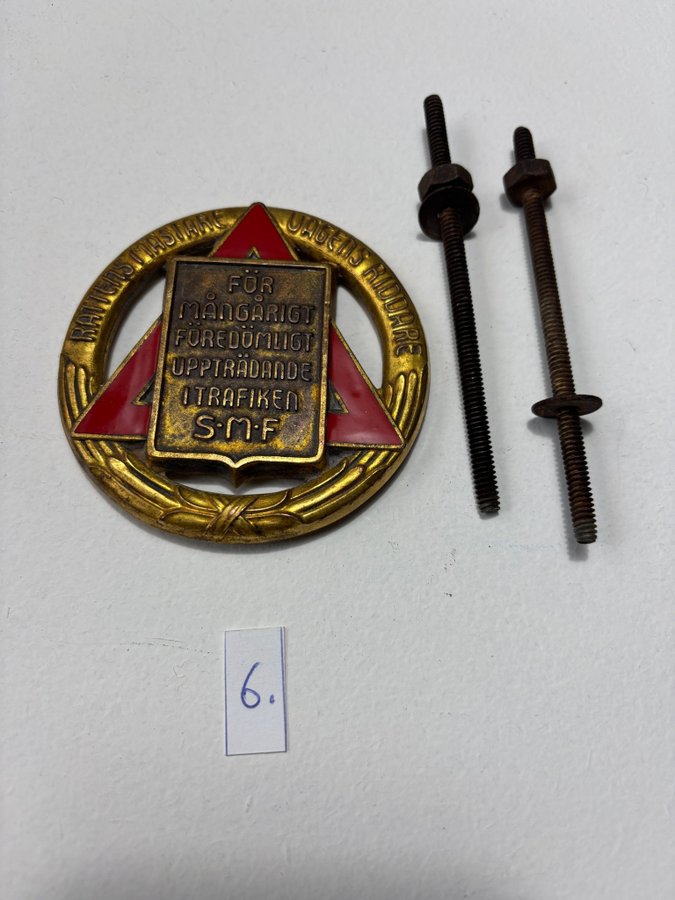 RATTENS MÄSTARE VÄGENS RIDDARE
FÖR
MÅNGÅRIGT
FÖREDÖMLIGT
UPPTRÄDANDE
I TRAFIKEN
S·M·F
6.